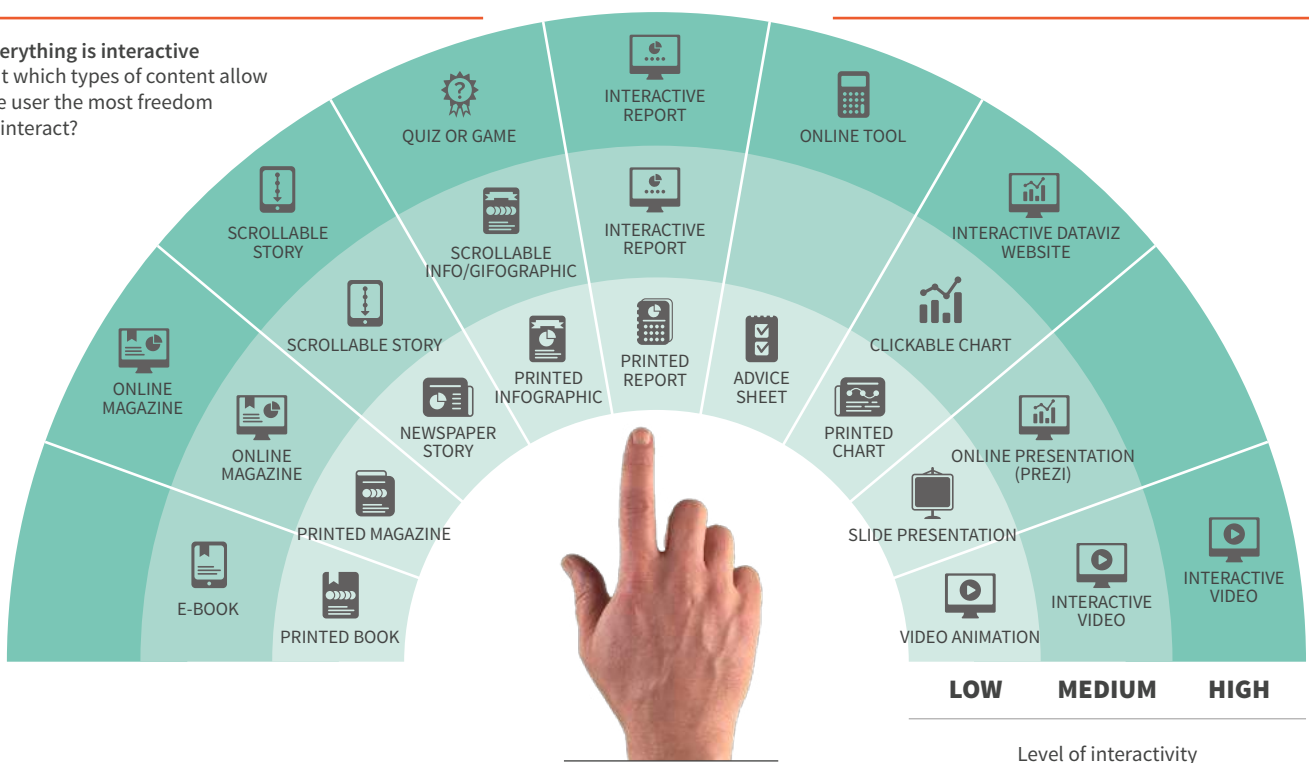 erything is interactive
t which types of content allow
e user the most freedom
interact?
QUIZ OR GAME
INTERACTIVE
REPORT
ONLINE TOOL
SCROLLABLE
STORY
SCROLLABLE
INFO/GIFOGRAPHIC
INTERACTIVE
REPORT
INTERACTIVE DATAVIZ
WEBSITE
ONLINE
MAGAZINE
SCROLLABLE STORY
PRINTED
INFOGRAPHIC
PRINTED
REPORT
ADVICE
SHEET
CLICKABLE CHART
ONLINE
MAGAZINE
NEWSPAPER
STORY
PRINTED
CHART
ONLINE PRESENTATION
(PREZI)
PRINTED MAGAZINE
SLIDE PRESENTATION
E-BOOK
PRINTED BOOK
VIDEO ANIMATION
INTERACTIVE
VIDEO
INTERACTIVE
VIDEO
LOW MEDIUM HIGH
Level of interactivity